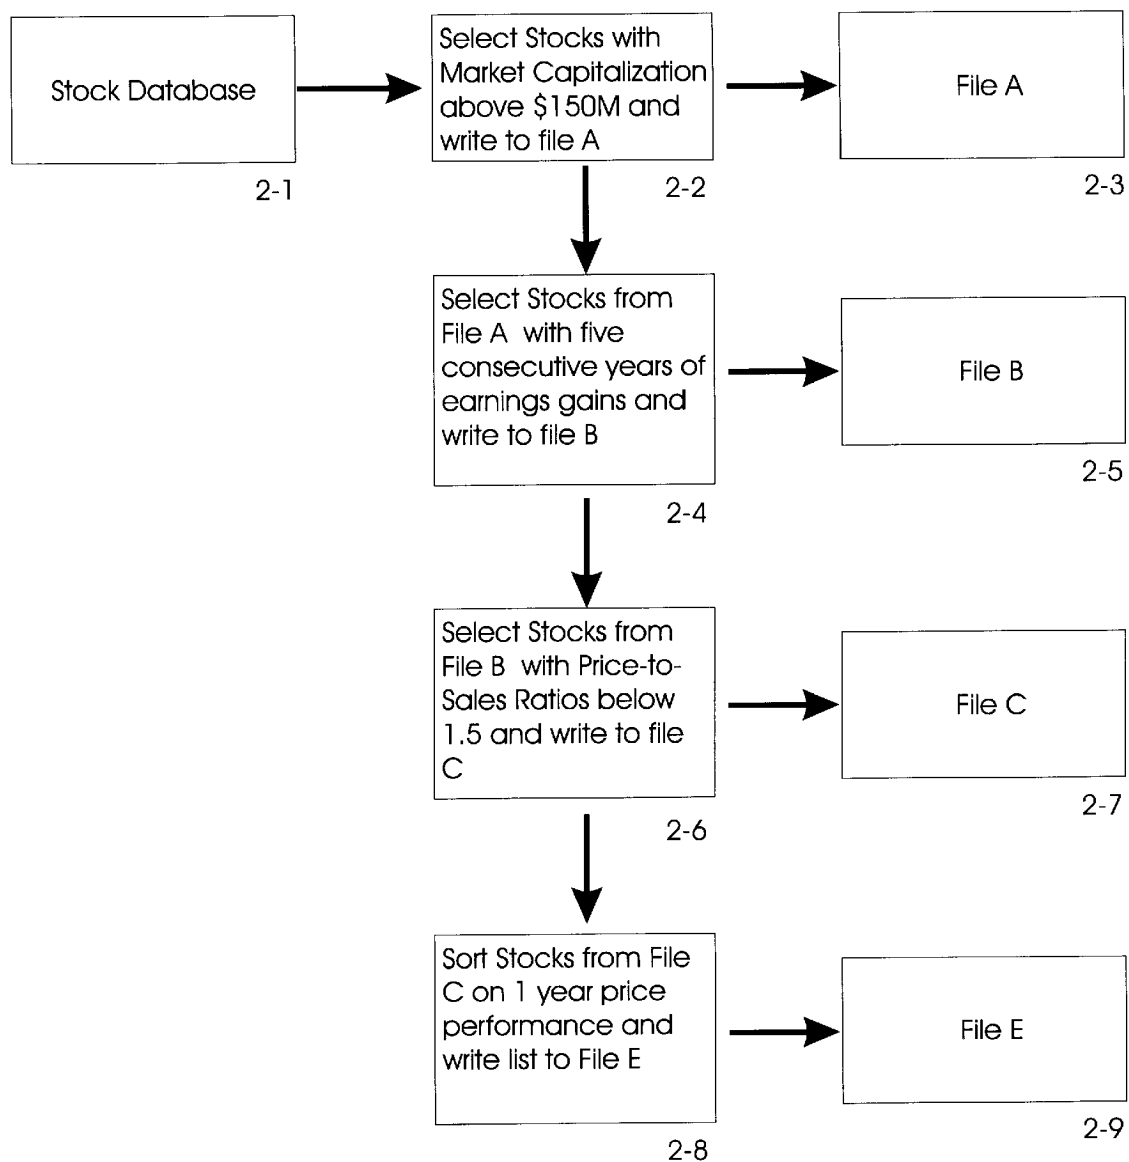 Stock Database
2-1
Select Stocks with
Market Capitalization
above $150M and
write to file A
2-2
File A
2-3
Select Stocks from
File A with five
consecutive years of
earnings gains and
write to file B
2-4
File B
2-5
Select Stocks from
File B with Price-to-
Sales Ratios below
1.5 and write to file
C
2-6
File C
2-7
Sort Stocks from File
C on 1 year price
performance and
write list to File E
2-8
File E
2-9